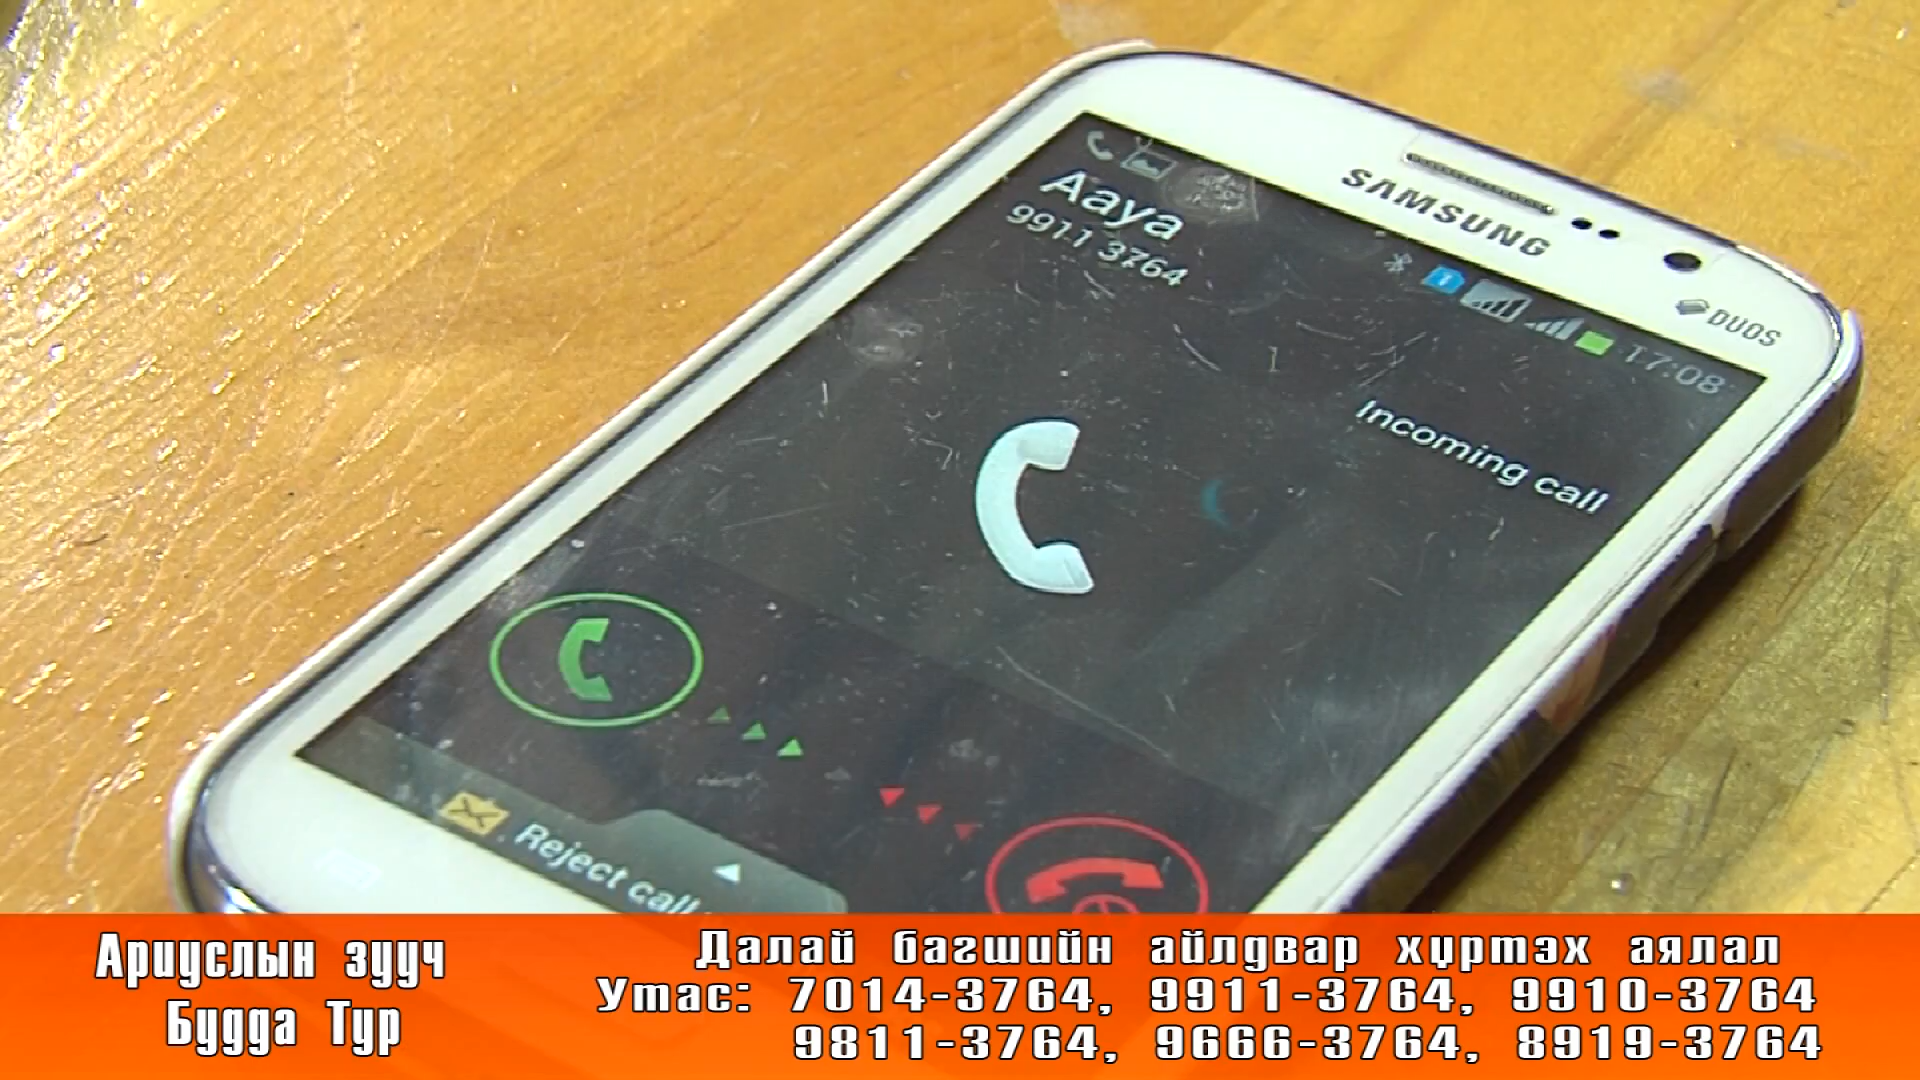 SAMSUNG
DUOS
17:08
Aaya
9911 3764
Incoming call
Reject call
Ариуслын зууч
Будда Тур
Далай багшийн айлдвар хүртэх аялал
Утас: 7014-3764, 9911-3764, 9910-3764
9811-3764, 9666-3764, 8919-3764